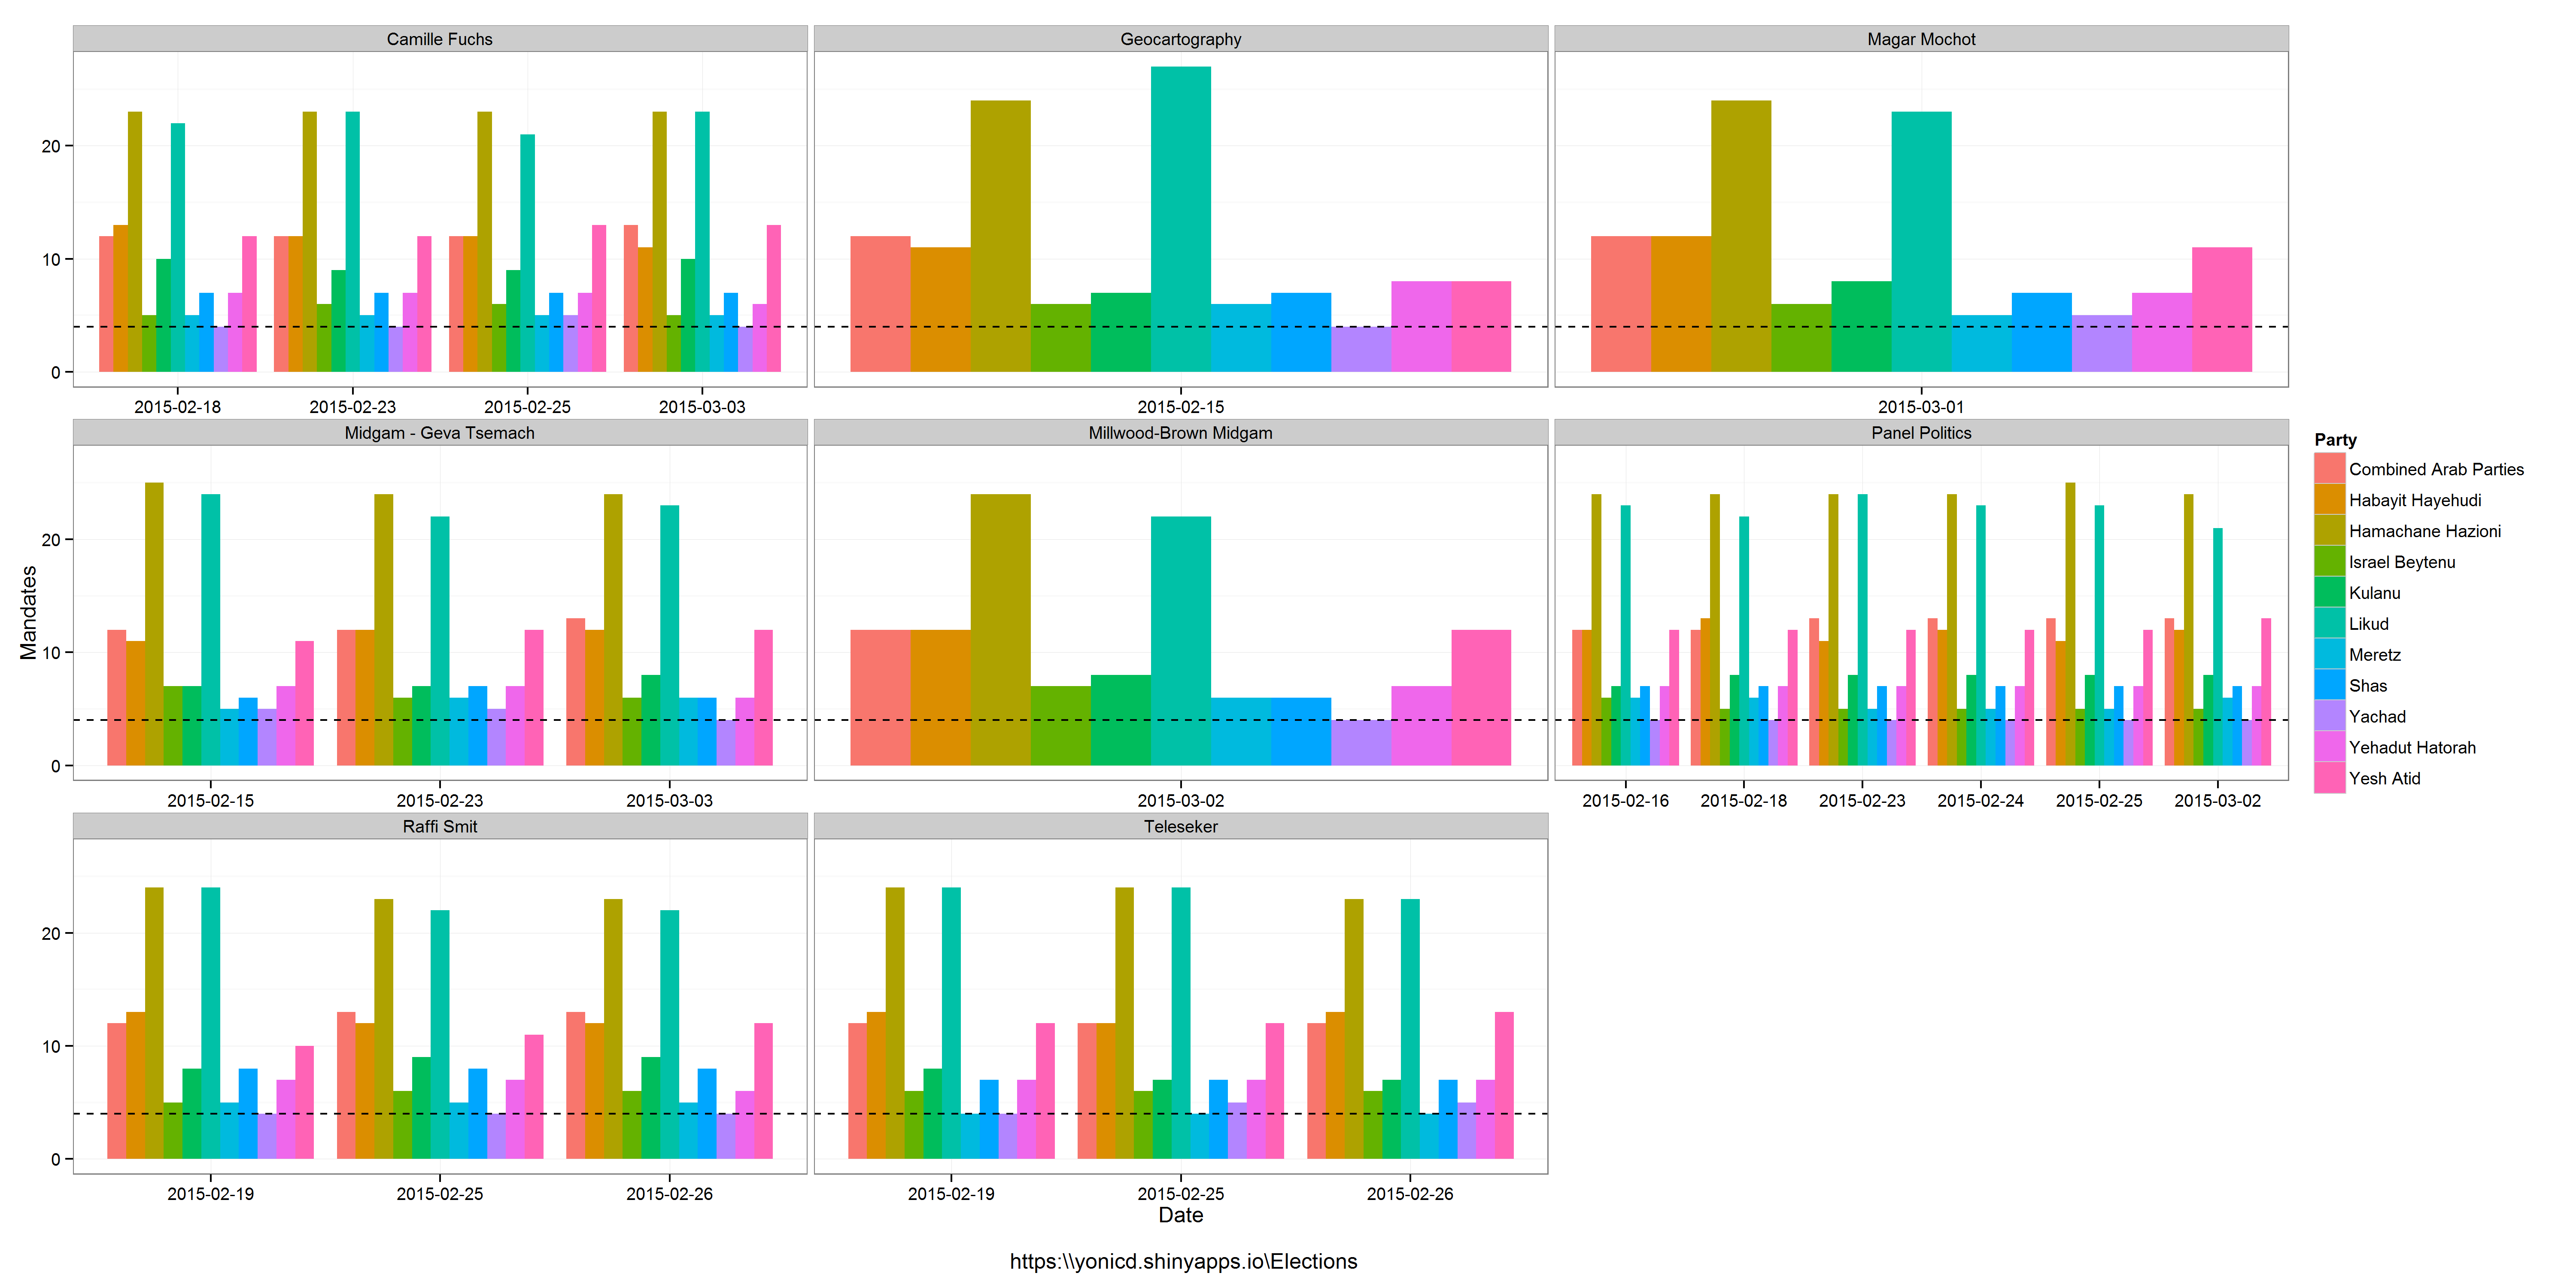 Camille Fuchs
Geocartography
Magar Mochot
20
10
0
2015-02-18 2015-02-23 2015-02-25 2015-03-03
2015-02-15
2015-03-01
Midgam - Geva Tsemach
Millwood-Brown Midgam
Panel Politics
Mandates
20
10
0
2015-02-15 2015-02-23 2015-03-03
2015-03-02
2015-02-16 2015-02-18 2015-02-23 2015-02-24 2015-02-25 2015-03-02
Party
Combined Arab Parties
Habayit Hayehudi
Hamachane Hazioni
Israel Beytenu
Kulanu
Likud
Meretz
Shas
Yachad
Yehadut Hatorah
Yesh Atid
Raffi Smit
Teleseker
20
10
0
2015-02-19 2015-02-25 2015-02-26
2015-02-19 2015-02-25 2015-02-26
Date
https:\\yonicd.shinyapps.io\Elections